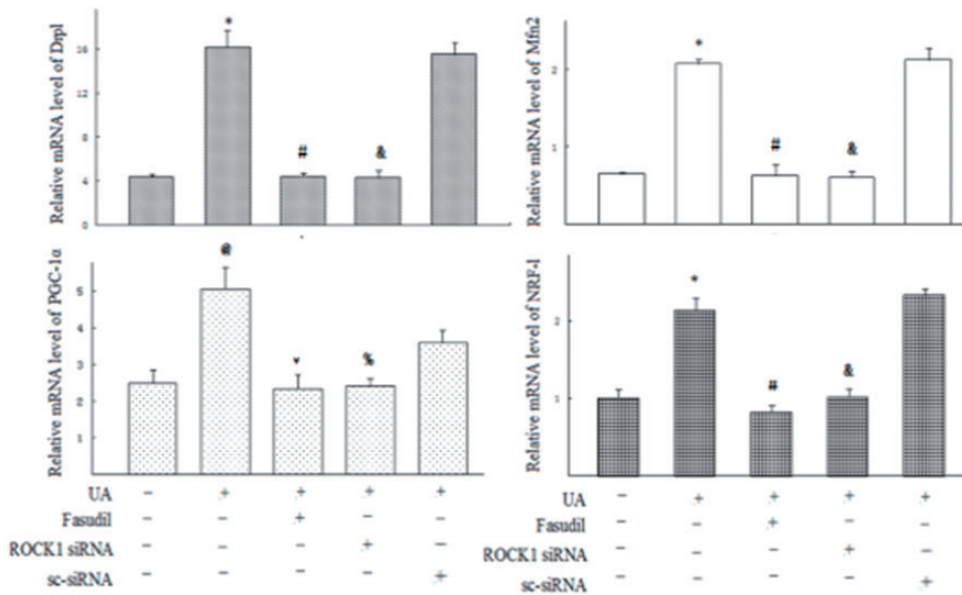 Relative mRNA level of Drpl
16
12
8
4
0
*
#
&
Relative mRNA level of Mfn2
2
1
*
#
&
Relative mRNA level of PGC-1α
5
4
3
2
1
@
%
Relative mRNA level of NRF-1
2
1
*
#
&
UA − + + + +
Fasudil − − + − −
ROCK1 siRNA − − − + −
sc-siRNA − − − − +
UA − + + + +
Fasudil − − + − −
ROCK1 siRNA − − − + −
sc-siRNA − − − − +